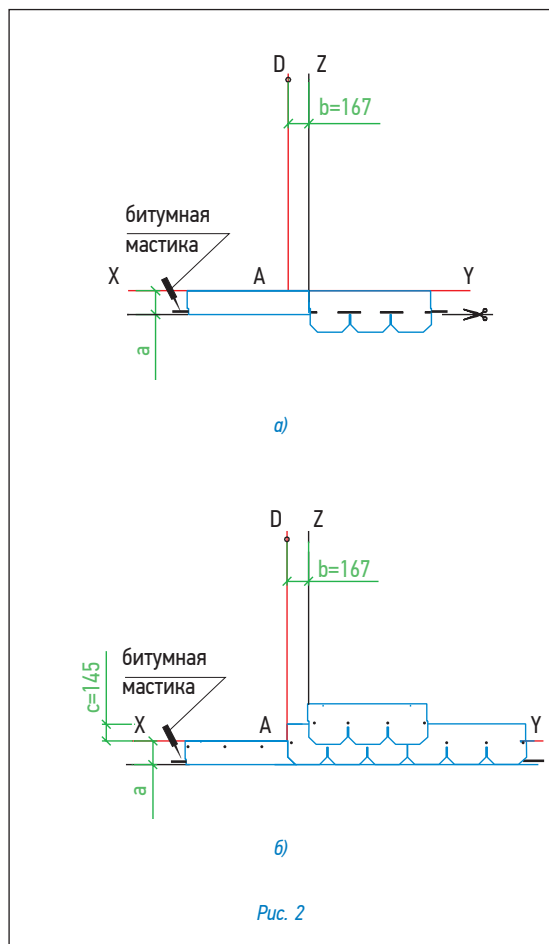 D Z
b=167
битумная
мастика
X A Y
a
а)
D Z
b=167
c=145
битумная
мастика
X A Y
a
б)
Рис. 2